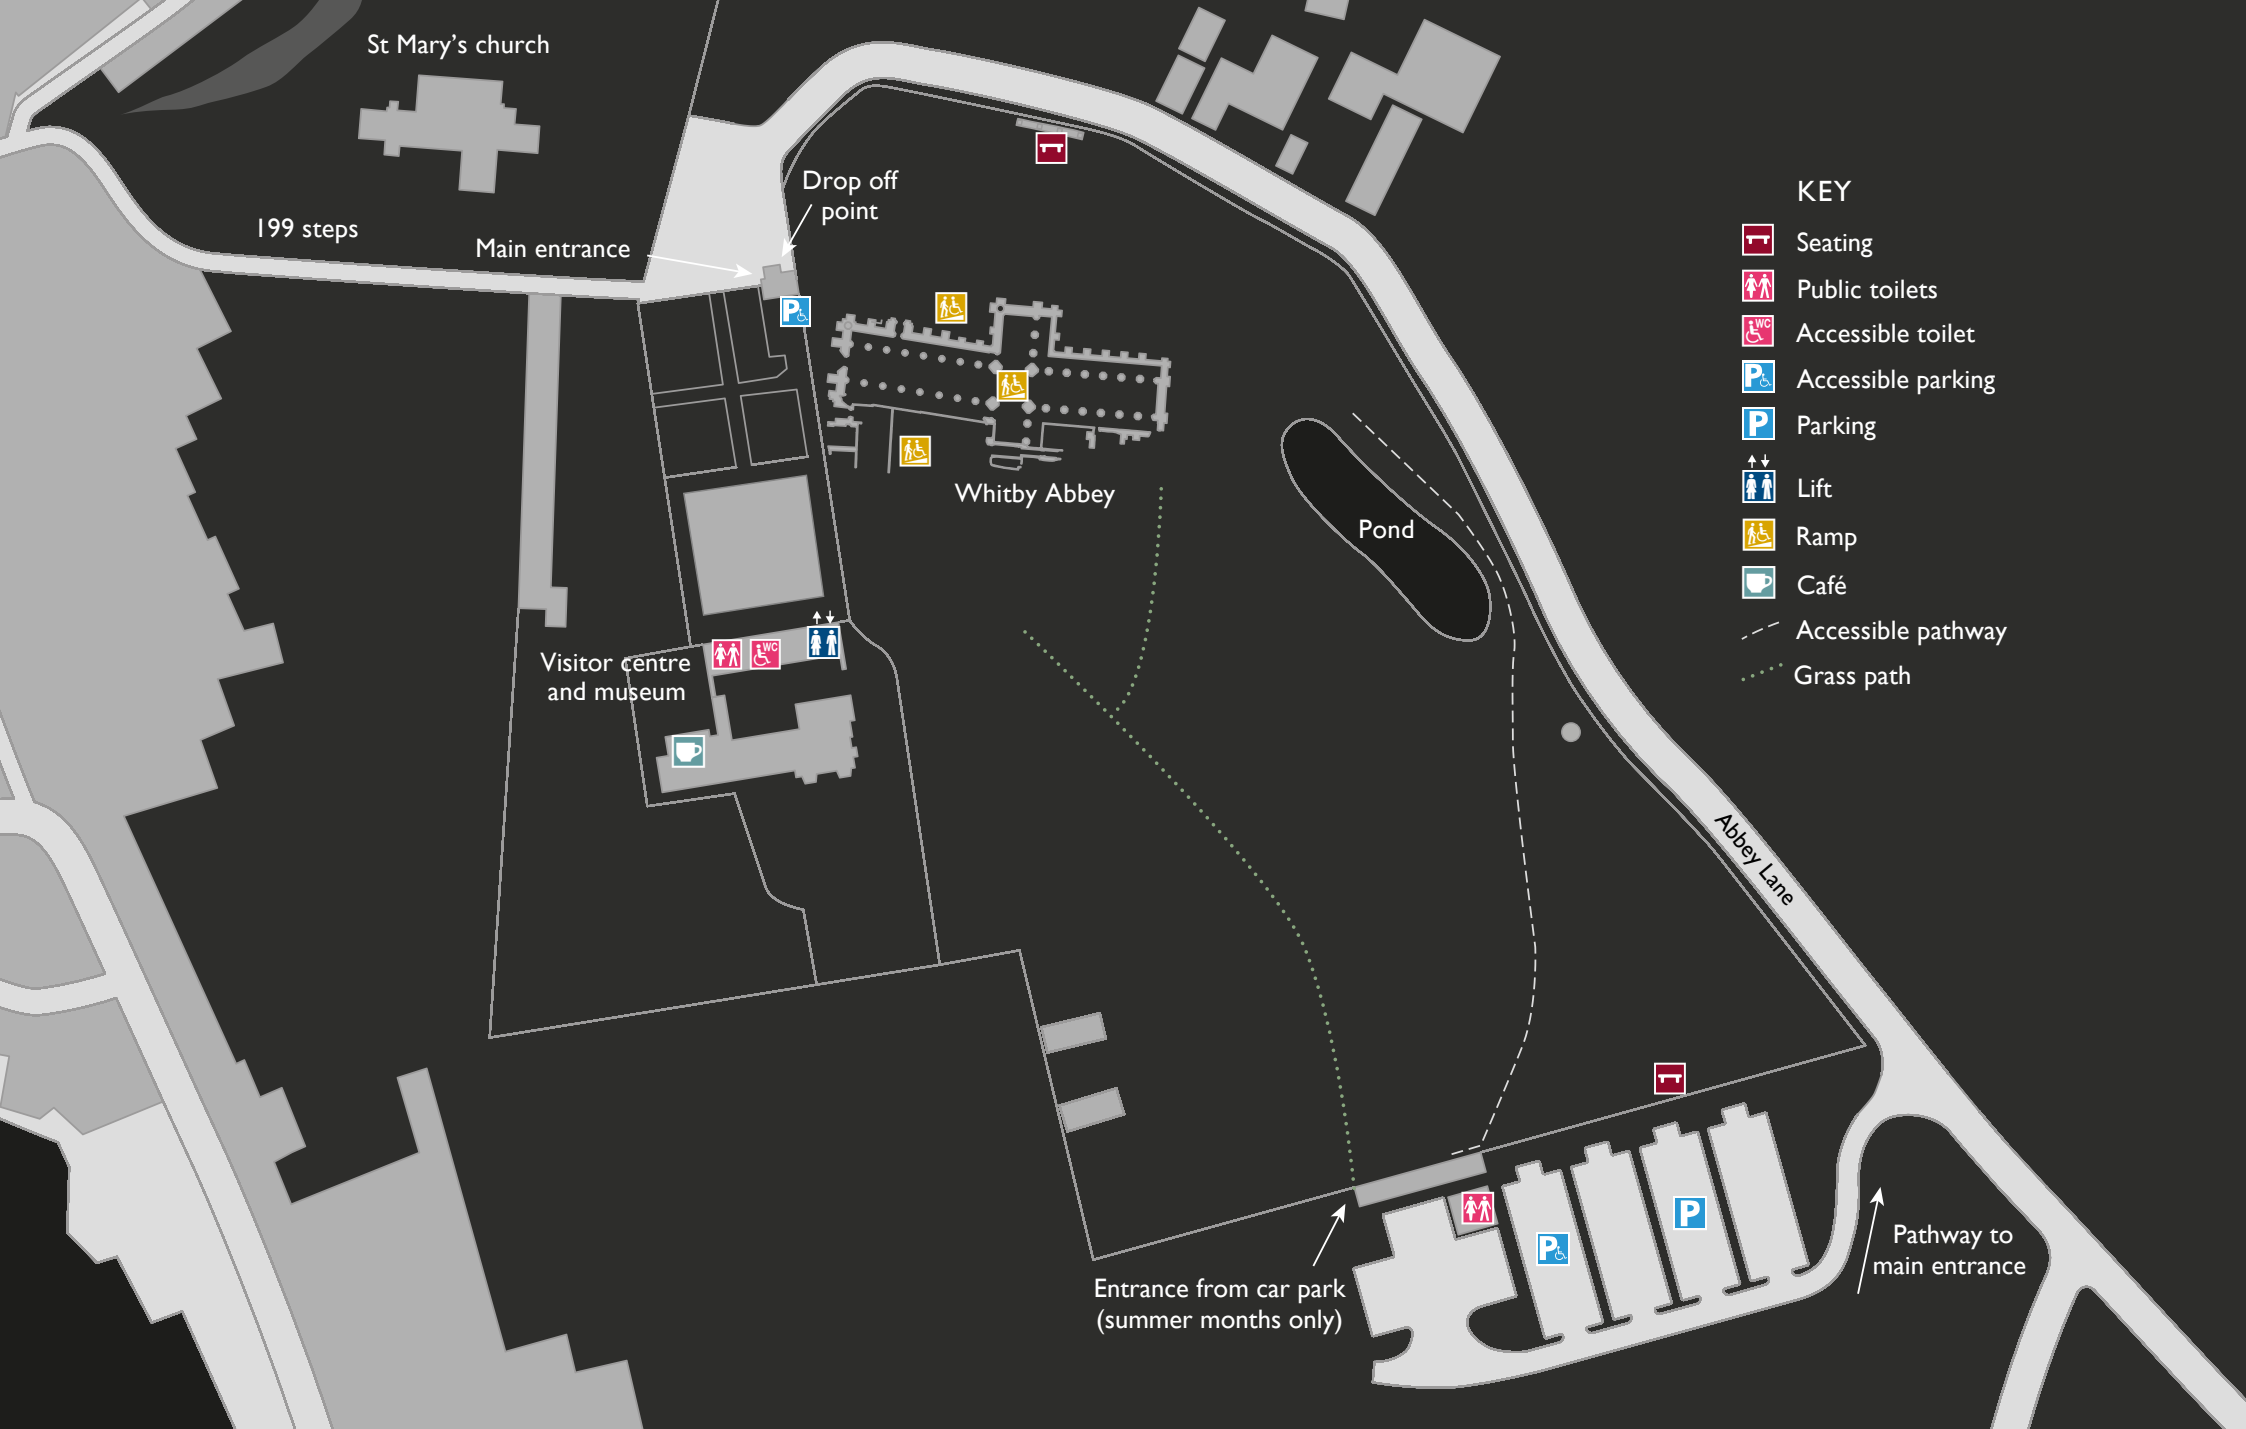 St Mary's church
199 steps
Main entrance
Drop off
point
P
Whitby Abbey
Pond
Visitor centre
and museum
WC
Abbey Lane
Entrance from car park
(summer months only)
P
P
Pathway to
main entrance
KEY
Seating
Public toilets
WC
Accessible toilet
P
Accessible parking
P
Parking
Lift
Ramp
Café
Accessible pathway
Grass path